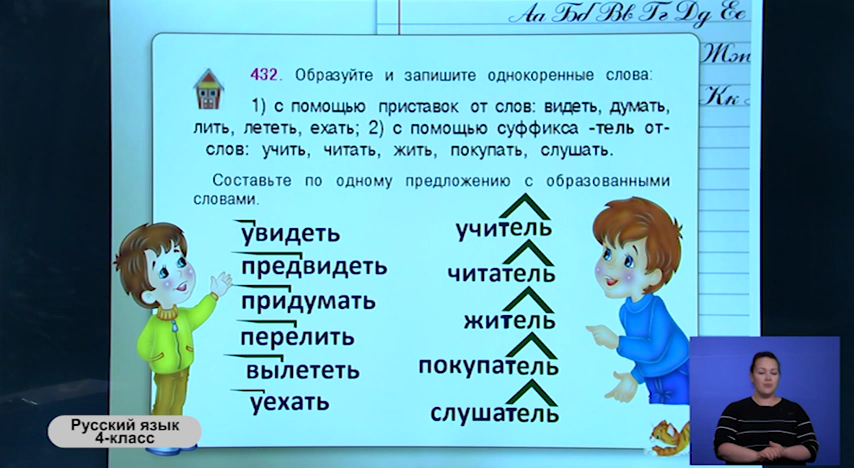 Аа Бб Вв Гг Дд Ее
Жж
Кк
432. Образуйте и запишите однокоренные слова:
1) с помощью приставок от слов: видеть, думать,
лить, лететь, ехать; 2) с помощью суффикса -тель от-
слов: учить, читать, жить, покупать, слушать.
Составьте по одному предложению с образованными
словами.
увидеть
предвидеть
придумать
перелить
вылететь
уехать
учитель
читатель
житель
покупатель
слушатель
Русский язык
4-класс